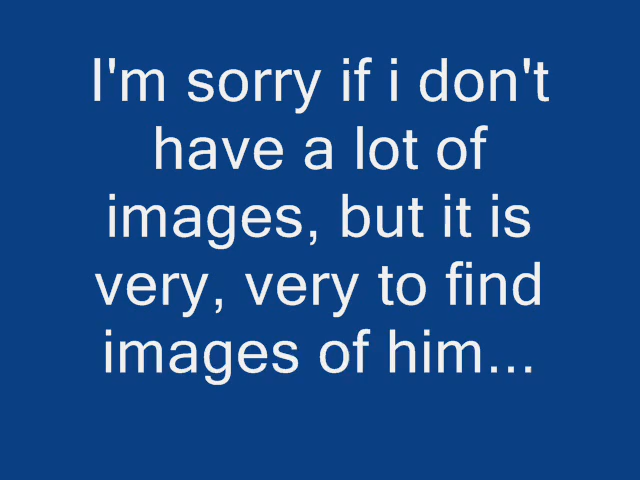 I'm sorry if i don't
have a lot of
images, but it is
very, very to find
images of him...